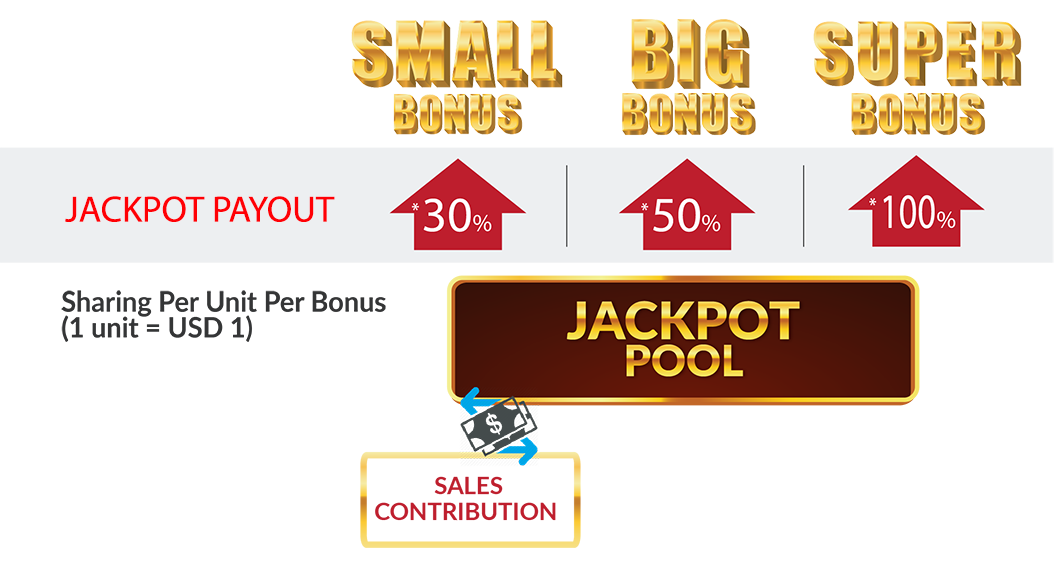 SMALL BONUS
BIG BONUS
SUPER BONUS
JACKPOT PAYOUT
*30%
*50%
*100%
Sharing Per Unit Per Bonus
(1 unit = USD 1)
JACKPOT
POOL
$
SALES
CONTRIBUTION